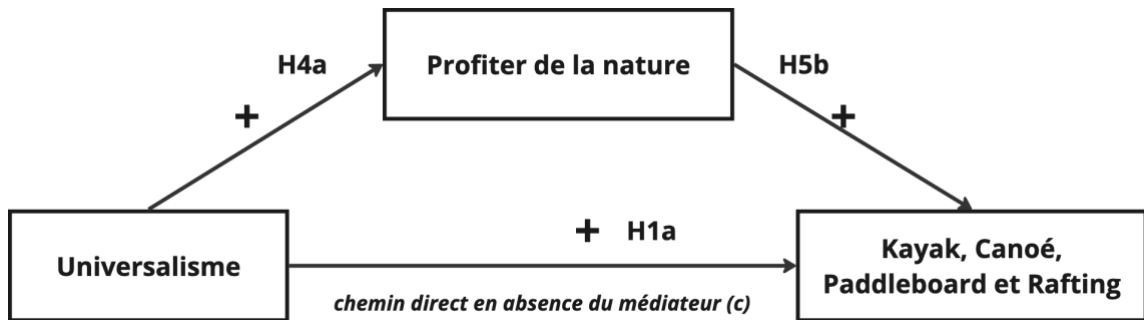 H4a
Profiter de la nature
H5b
+
+
+ H1a
Universalisme
Kayak, Canoé,
Paddleboard et Rafting
chemin direct en absence du médiateur (c)